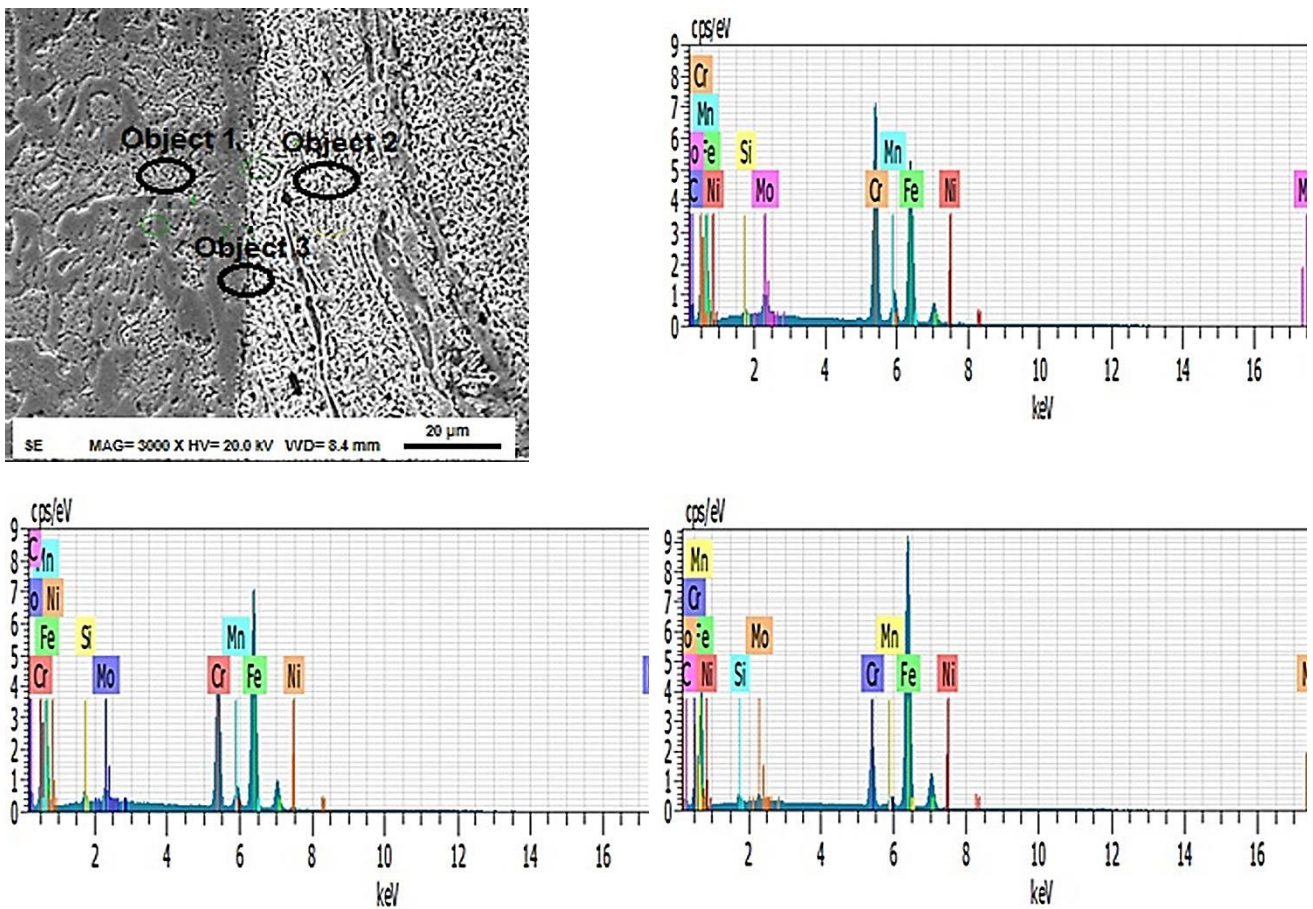 Object 1
Object 2
Object 3
SE MAG= 3000 X HV= 20.0 kV WD= 8.4 mm 20 µm
cps/eV
9
8
7
6
5
4
3
2
1
0
Cr
Mn
o Fe
C Ni
Si
Mo
Cr
Mn
Fe
Ni
M
2 4 6 8 10 12 14 16
keV
cps/eV
9
8
7
6
5
4
3
2
1
0
C
Mn
o Ni
Fe
Cr
Si
Mo
Cr
Mn
Fe
Ni
2 4 6 8 10 12 14 16
keV
cps/eV
9
8
7
6
5
4
3
2
1
0
Mn
Cr
o Fe
C Ni
Si
Mo
Cr
Mn
Fe
Ni
M
2 4 6 8 10 12 14 16
keV